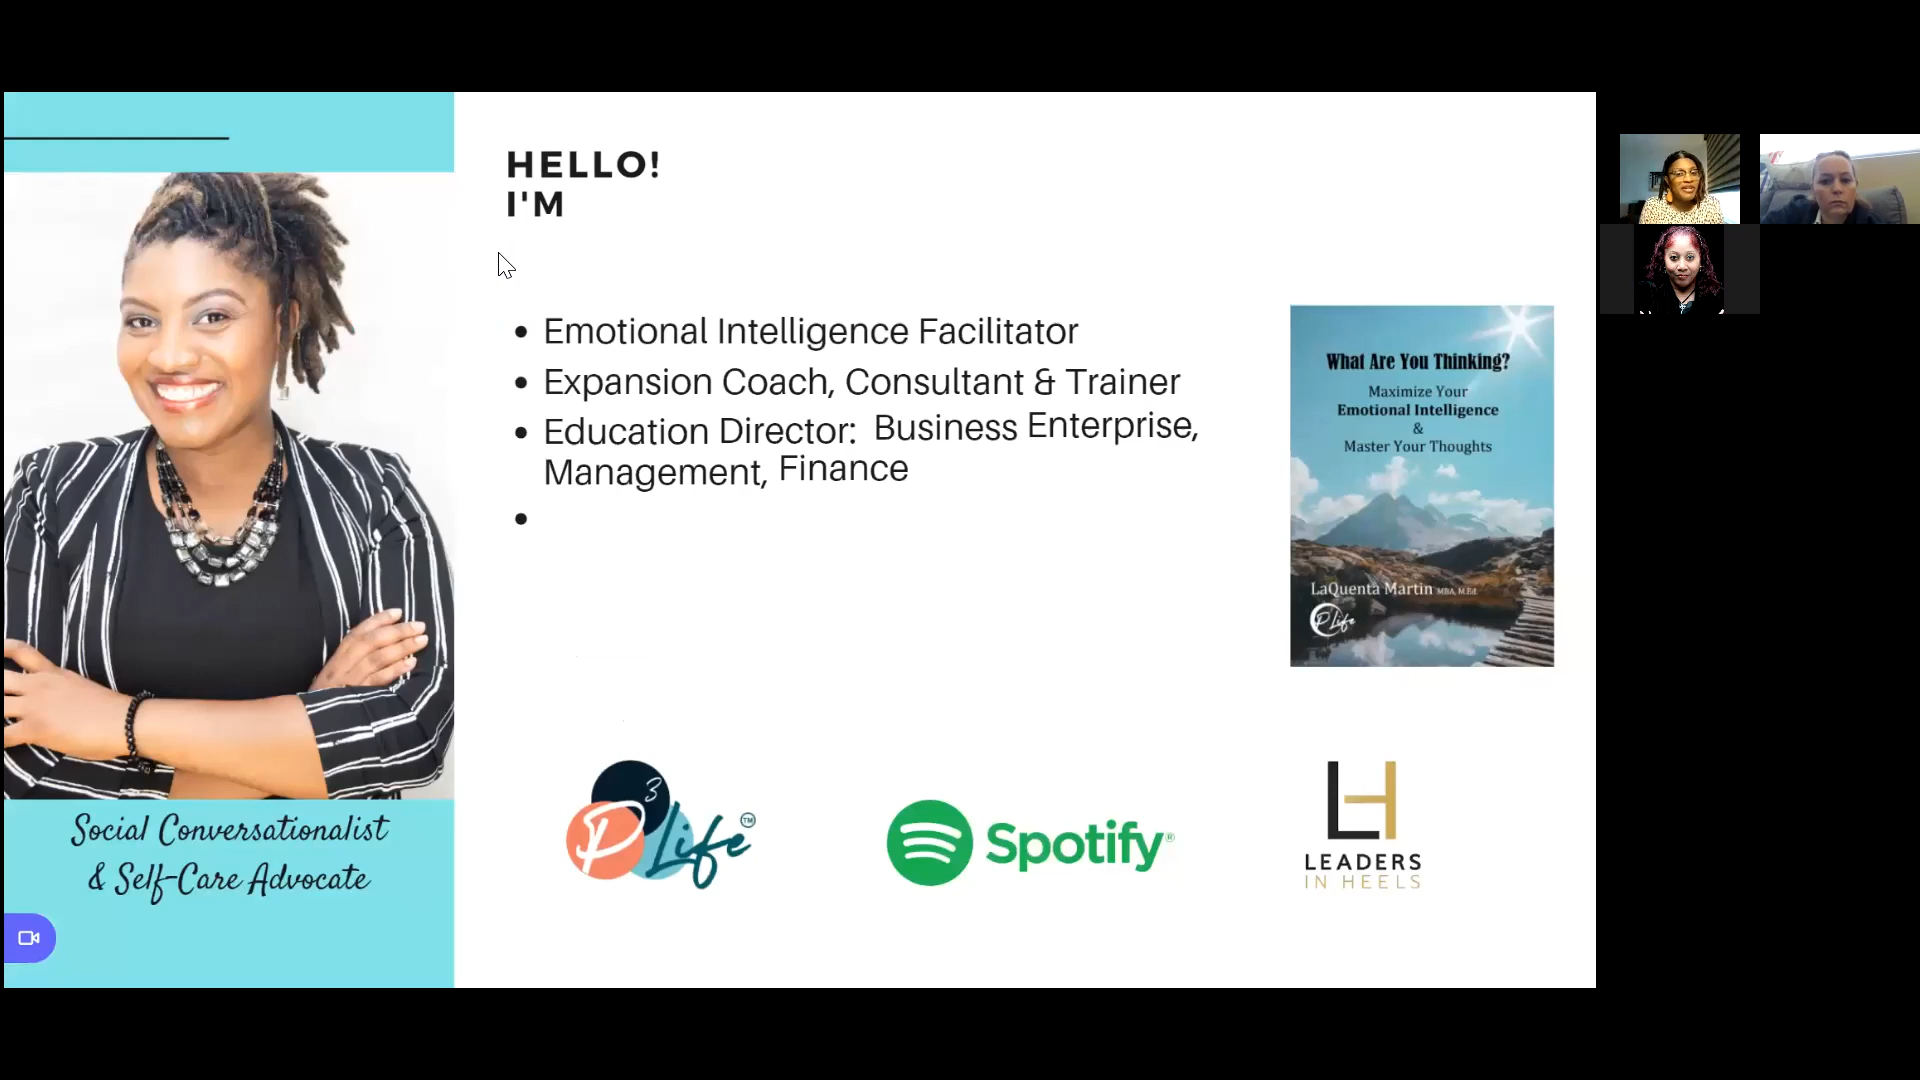 HELLO!
I'M
Emotional Intelligence Facilitator
Expansion Coach, Consultant & Trainer
Education Director: Business Enterprise,
Management, Finance
Social Conversationalist
& Self-Care Advocate
What Are You Thinking?
Maximize Your
Emotional Intelligence
&
Master Your Thoughts
LaQuenta Martin MBA, M.Ed.
P Life
P3 Life™
Spotify®
LH
LEADERS
IN HEELS